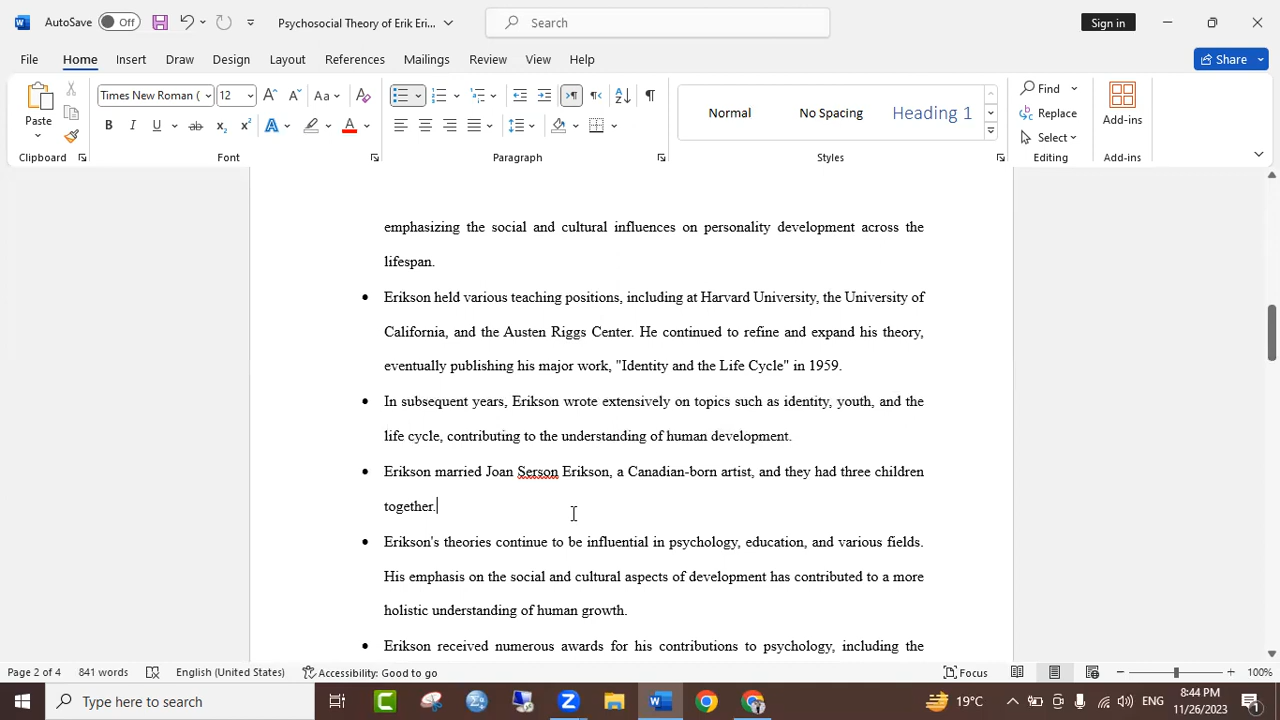 AutoSave Off Psychosocial Theory of Erik Eri... Search Sign in
File Home Insert Draw Design Layout References Mailings Review View Help Share
Times New Roman ( 12 Aa Find
Paste Normal No Spacing Heading 1 Replace Add-ins
B I U ab x2 x2 A A Select
Clipboard Font Paragraph Styles Editing Add-ins
emphasizing the social and cultural influences on personality development across the
lifespan.
• Erikson held various teaching positions, including at Harvard University, the University of
California, and the Austen Riggs Center. He continued to refine and expand his theory,
eventually publishing his major work, "Identity and the Life Cycle" in 1959.
• In subsequent years, Erikson wrote extensively on topics such as identity, youth, and the
life cycle, contributing to the understanding of human development.
• Erikson married Joan Serson Erikson, a Canadian-born artist, and they had three children
together.
• Erikson's theories continue to be influential in psychology, education, and various fields.
His emphasis on the social and cultural aspects of development has contributed to a more
holistic understanding of human growth.
• Erikson received numerous awards for his contributions to psychology, including the
Page 2 of 4 841 words English (United States) Accessibility: Good to go Focus 100%
Type here to search 19°C ENG 8:44 PM
11/26/2023